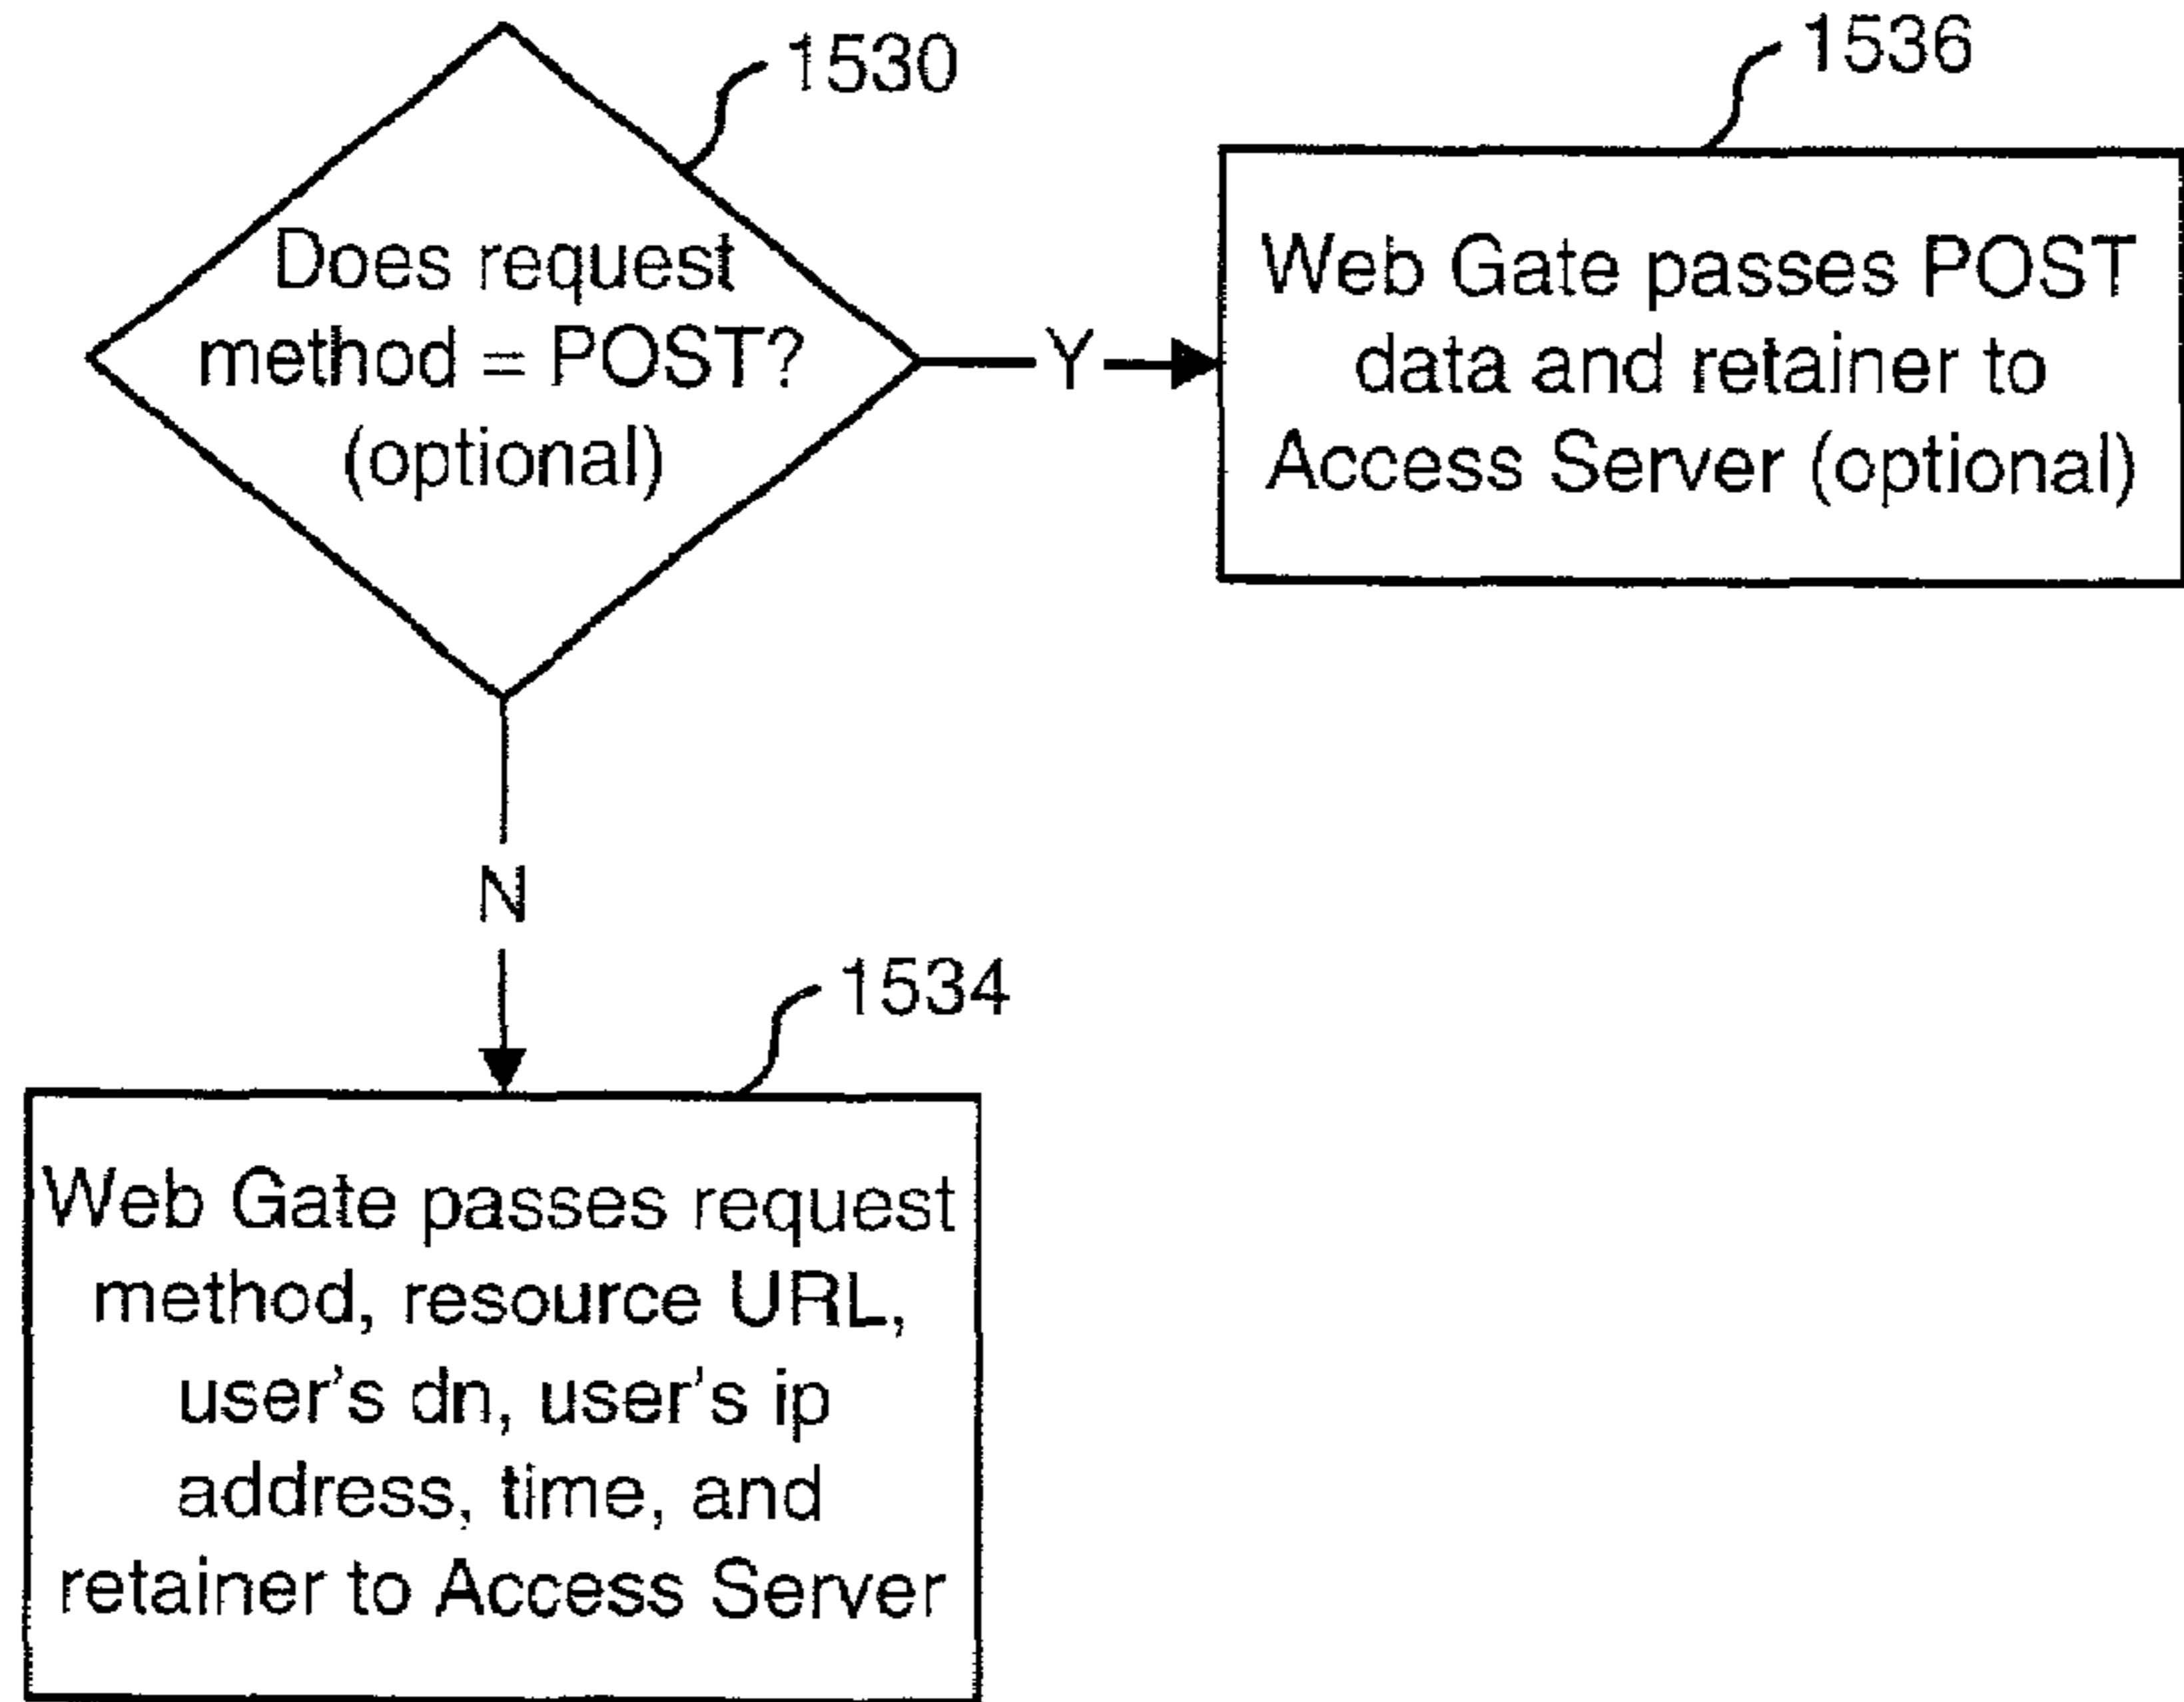 1530
Does request
method = POST?
(optional)
Y
1536
Web Gate passes POST
data and retainer to
Access Server (optional)
N
1534
Web Gate passes request
method, resource URL,
user's dn, user's ip
address, time, and
retainer to Access Server